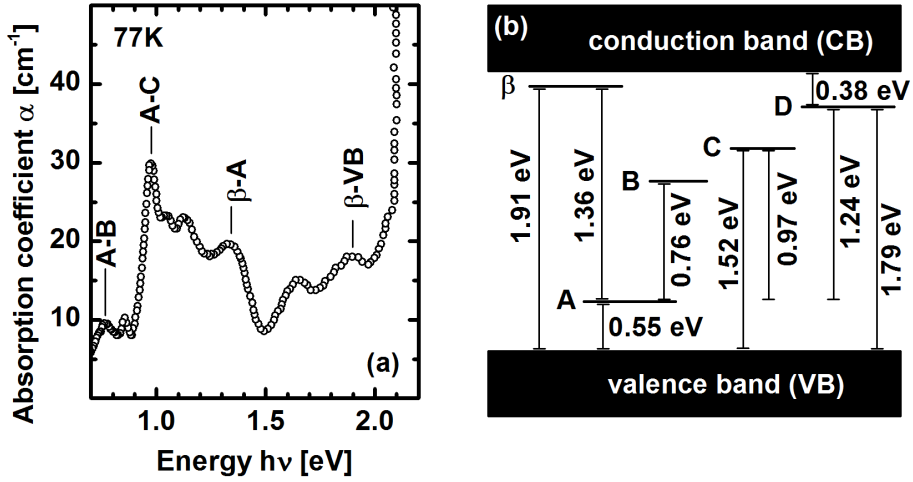 77K
(a)
A-B
A-C
β-A
β-VB
Absorption coefficient α [cm⁻¹]
40
30
20
10
1.0 1.5 2.0
Energy hν [eV]
(b)
conduction band (CB)
β
0.38 eV
D
C
B
A
1.91 eV
1.36 eV
0.76 eV
1.52 eV
0.97 eV
1.24 eV
1.79 eV
0.55 eV
valence band (VB)